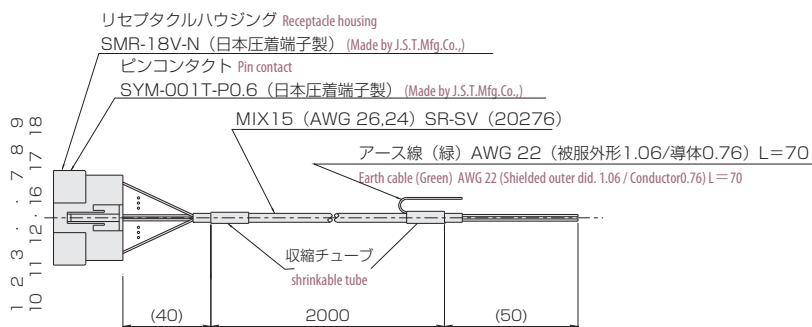 リセプタクルハウジング Receptacle housing
SMR-18V-N（日本圧着端子製）(Made by J.S.T.Mfg.Co.,)
ピンコンタクト Pin contact
SYM-001T-P0.6（日本圧着端子製）(Made by J.S.T.Mfg.Co.,)
MIX15（AWG 26,24）SR-SV（20276）
アース線（緑）AWG 22（被服外形1.06/導体0.76）L=70
Earth cable (Green) AWG 22 (Shielded outer did. 1.06 / Conductor0.76) L=70
1 2 3 · · 7 8 9
10 11 12 · 16 17 18
収縮チューブ
shrinkable tube
(40)
2000
(50)